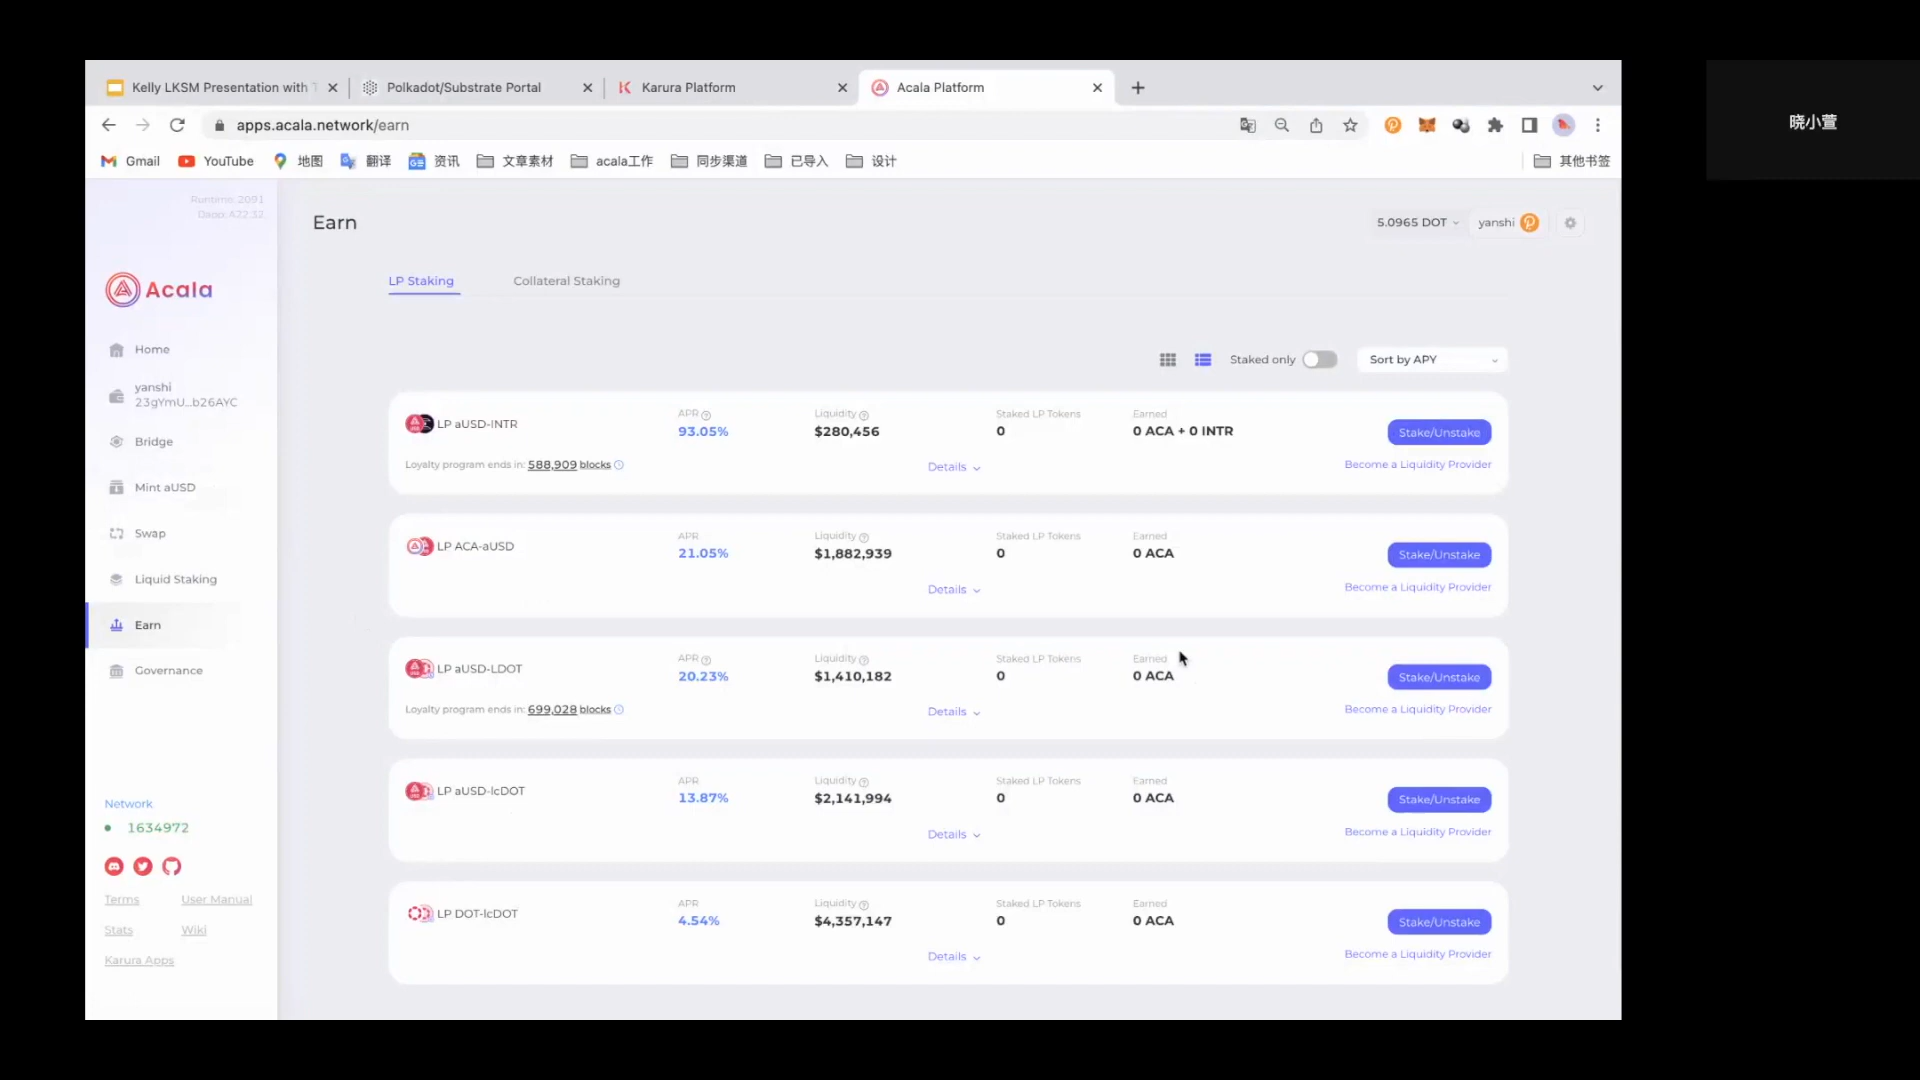 Kelly LKSM Presentation with
Polkadot/Substrate Portal
Karura Platform
Acala Platform
apps.acala.network/earn
Gmail
YouTube
地图
翻译
资讯
文章素材
acala工作
同步渠道
已导入
设计
其他书签
晓小萱
Runtime: 2091
Dapp: A22.32
Acala
Home
yanshi
23gYmU...b26AYC
Bridge
Mint aUSD
Swap
Liquid Staking
Earn
Governance
Network
1634972
Terms
User Manual
Stats
Wiki
Karura Apps
Earn
5.0965 DOT
yanshi
LP Staking
Collateral Staking
Staked only
Sort by APY
LP aUSD-INTR
APR
93.05%
Liquidity
$280,456
Staked LP Tokens
0
Earned
0 ACA + 0 INTR
Stake/Unstake
Loyalty program ends in: 588,909 blocks
Details
Become a Liquidity Provider
LP ACA-aUSD
APR
21.05%
Liquidity
$1,882,939
Staked LP Tokens
0
Earned
0 ACA
Stake/Unstake
Details
Become a Liquidity Provider
LP aUSD-LDOT
APR
20.23%
Liquidity
$1,410,182
Staked LP Tokens
0
Earned
0 ACA
Stake/Unstake
Loyalty program ends in: 699,028 blocks
Details
Become a Liquidity Provider
LP aUSD-lcDOT
APR
13.87%
Liquidity
$2,141,994
Staked LP Tokens
0
Earned
0 ACA
Stake/Unstake
Details
Become a Liquidity Provider
LP DOT-lcDOT
APR
4.54%
Liquidity
$4,357,147
Staked LP Tokens
0
Earned
0 ACA
Stake/Unstake
Details
Become a Liquidity Provider